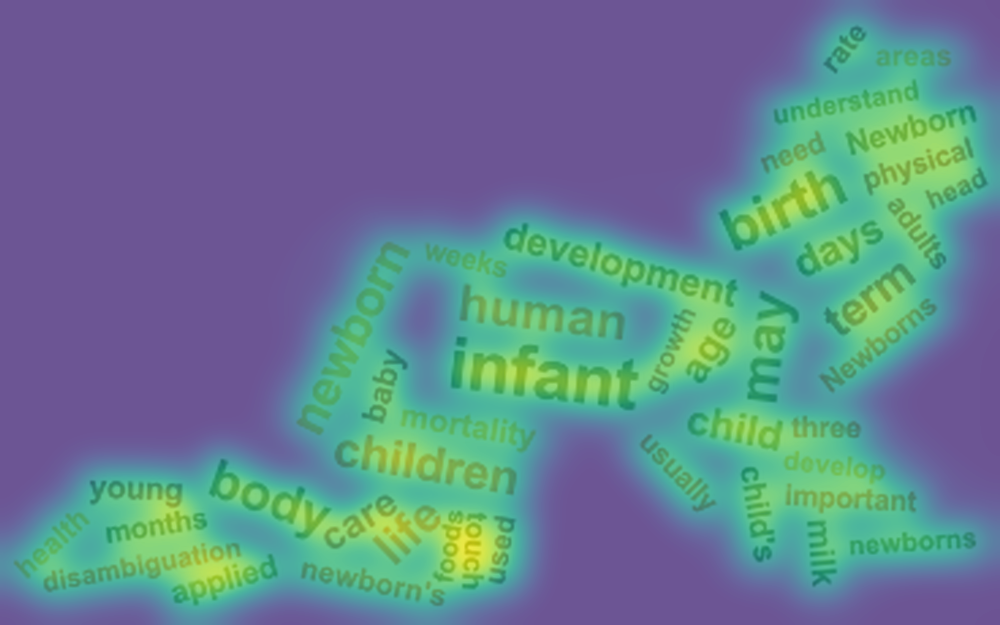 rate
areas
understand
Newborn
need
physical
head
birth
adults
days
term
Newborns
development
weeks
newborn
human
may
growth
age
infant
baby
mortality
child
three
children
usually
develop
child's
important
milk
newborns
body
young
care
life
foods
touch
used
months
health
disambiguation
applied
newborn's